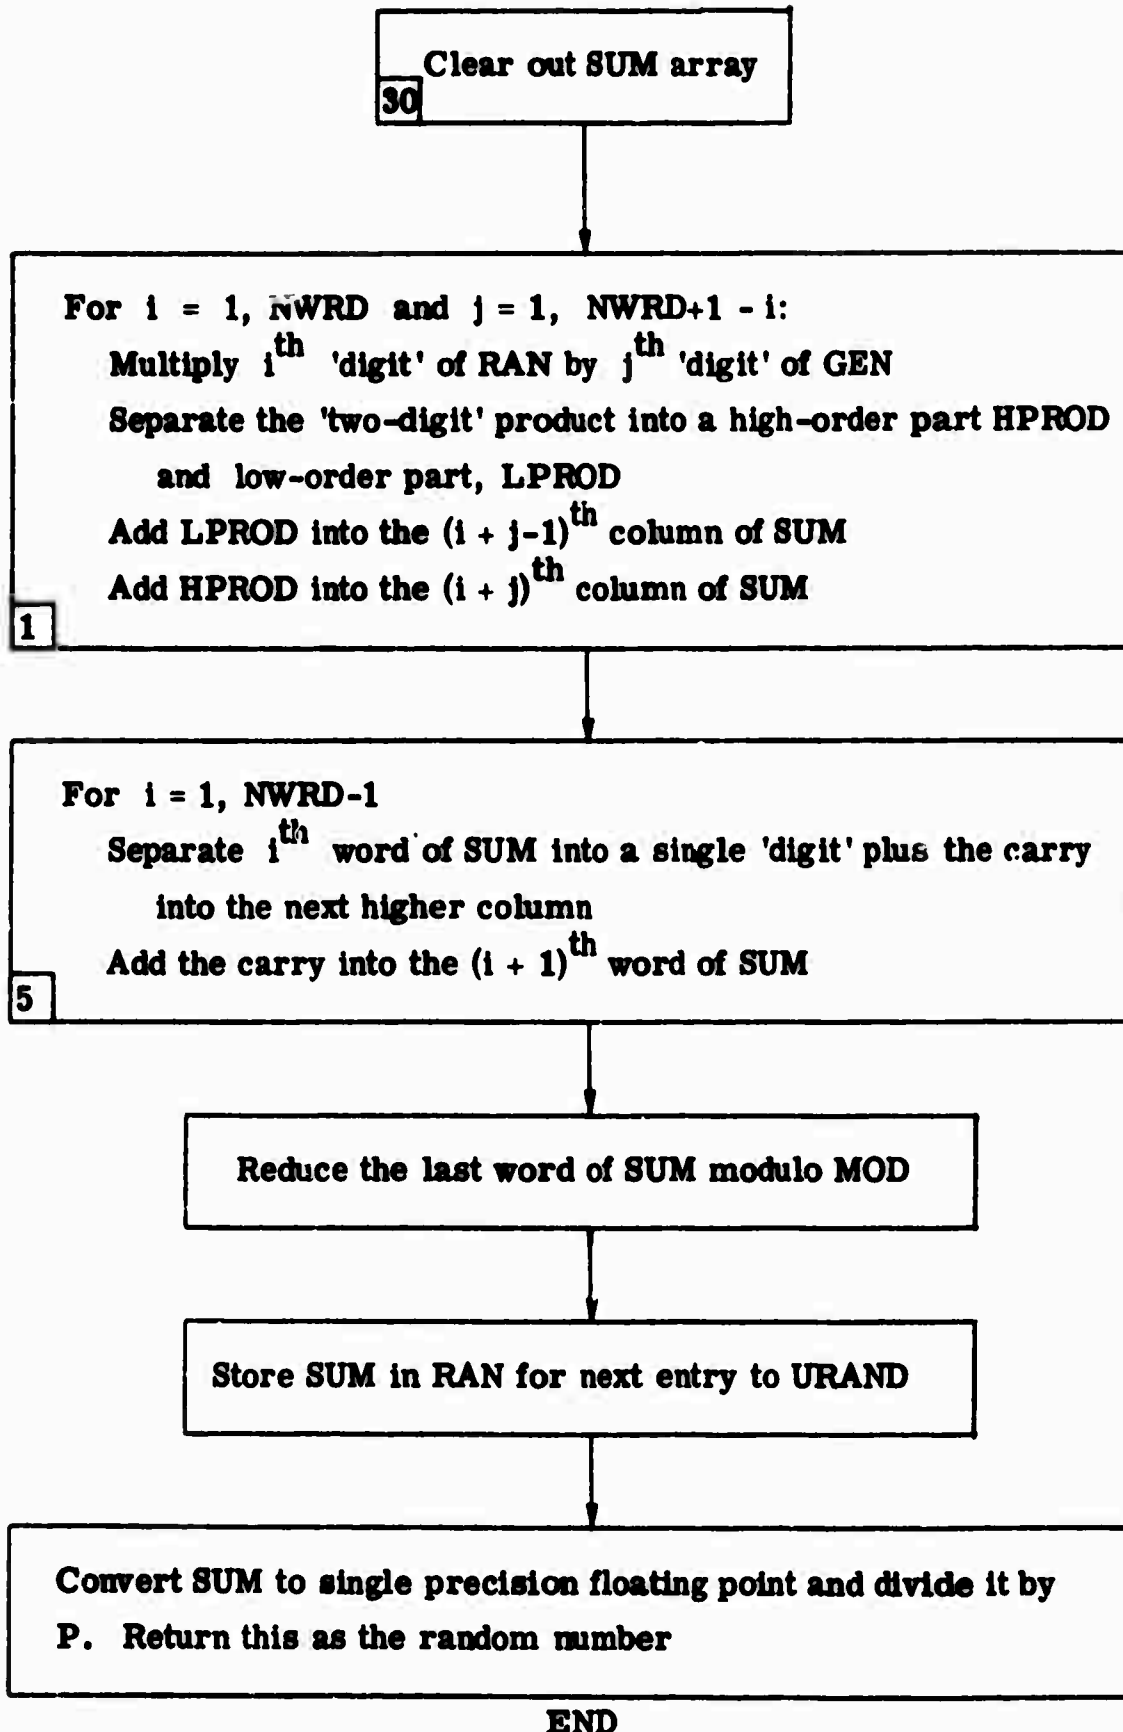 Clear out SUM array
30
For i = 1, NWRD and j = 1, NWRD+1 - i:
Multiply i^th 'digit' of RAN by j^th 'digit' of GEN
Separate the 'two-digit' product into a high-order part HPROD
and low-order part, LPROD
Add LPROD into the (i + j-1)^th column of SUM
Add HPROD into the (i + j)^th column of SUM
1
For i = 1, NWRD-1
Separate i^th word of SUM into a single 'digit' plus the carry
into the next higher column
Add the carry into the (i + 1)^th word of SUM
5
Reduce the last word of SUM modulo MOD
Store SUM in RAN for next entry to URAND
Convert SUM to single precision floating point and divide it by
P. Return this as the random number
END